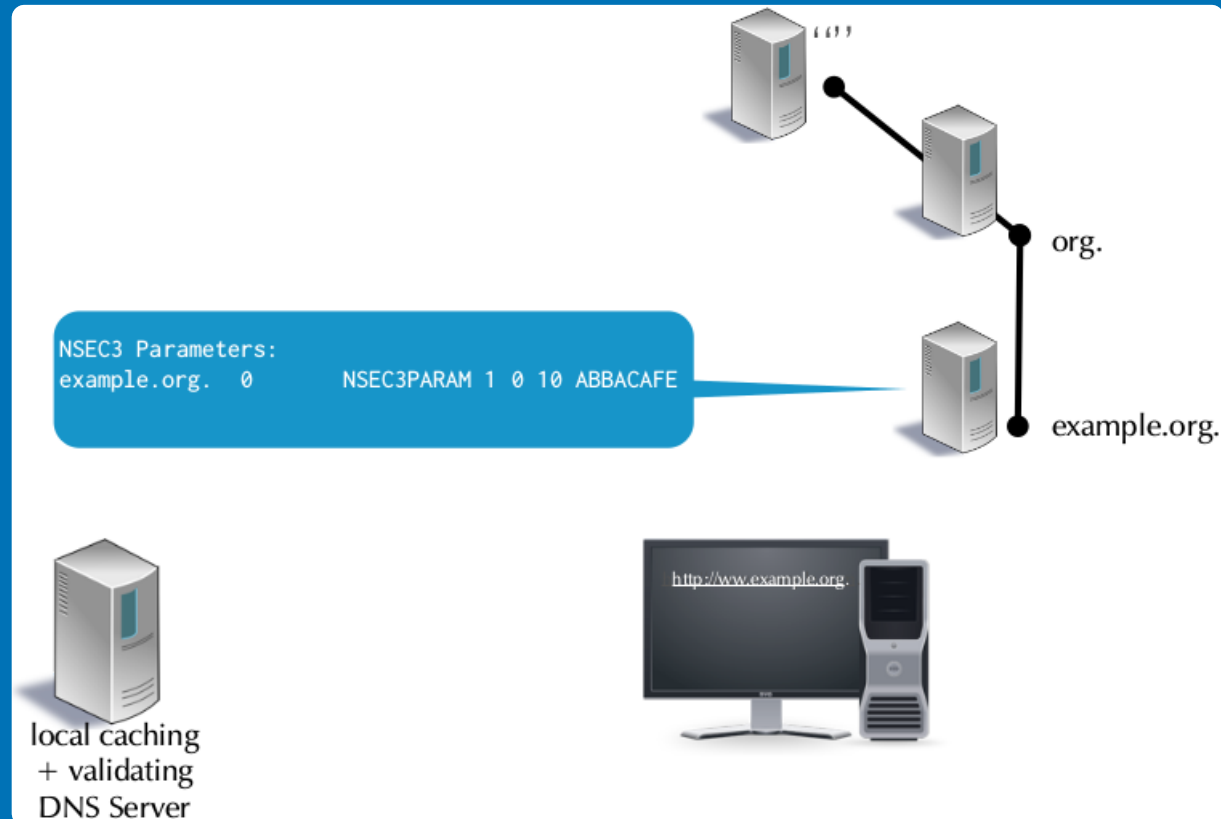 “”
org.
NSEC3 Parameters:
example.org.  0       NSEC3PARAM 1 0 10 ABBACAFE
example.org.
http://ww.example.org.
local caching
+ validating
DNS Server